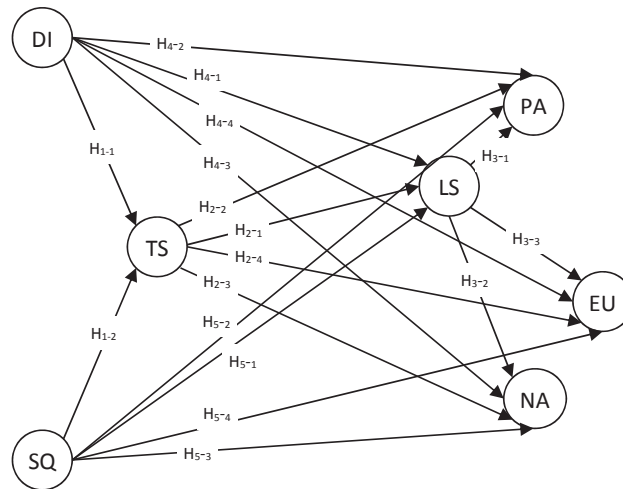 DI
H4-2
H4-1
PA
H4-4
H1-1
H4-3
H3-1
LS
H2-2
TS
H2-1
H3-3
H2-4
H2-3
H3-2
EU
H5-2
H1-2
H5-1
NA
H5-4
SQ
H5-3